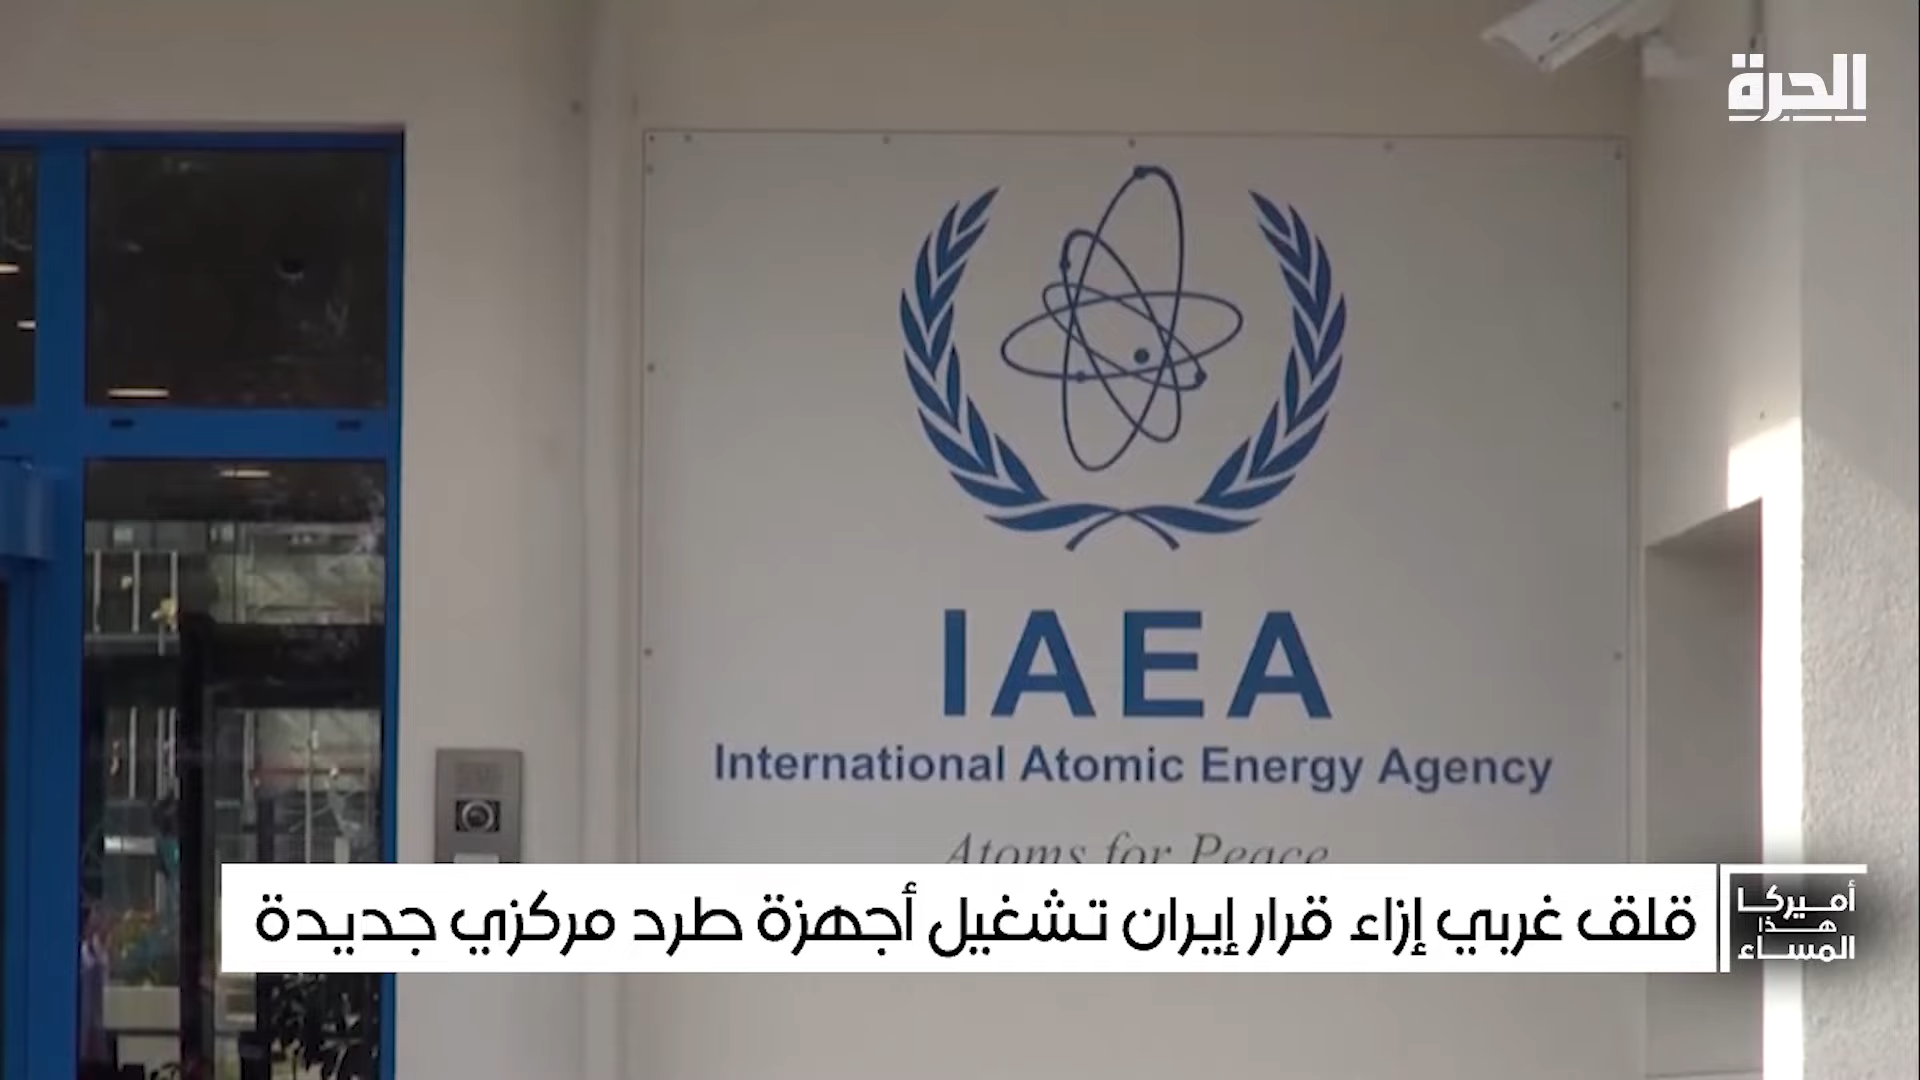 الحرة
IAEA
International Atomic Energy Agency
Atoms for Peace
قلق غربي إزاء قرار إيران تشغيل أجهزة طرد مركزي جديدة
أميركا
هذا
المساء